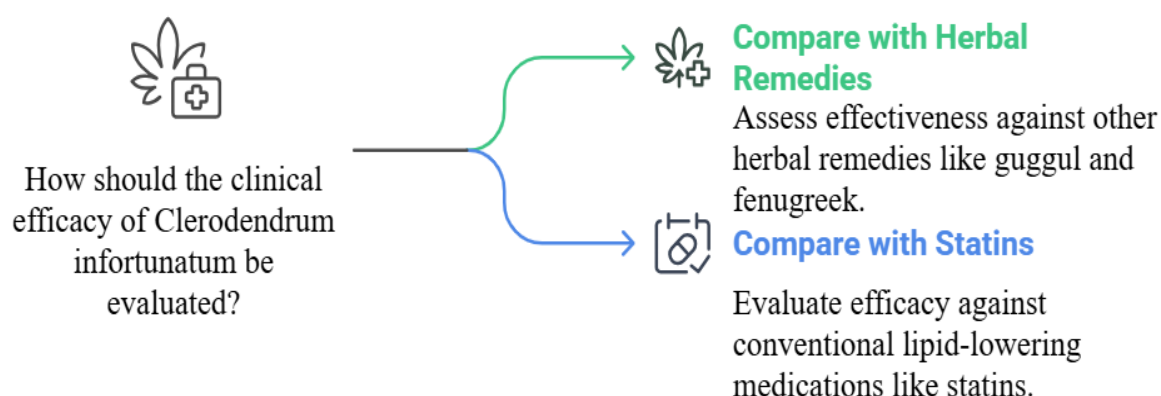 How should the clinical
efficacy of Clerodendrum
infortunatum be
evaluated?
Compare with Herbal
Remedies
Assess effectiveness against other
herbal remedies like guggul and
fenugreek.
Compare with Statins
Evaluate efficacy against
conventional lipid-lowering
medications like statins.